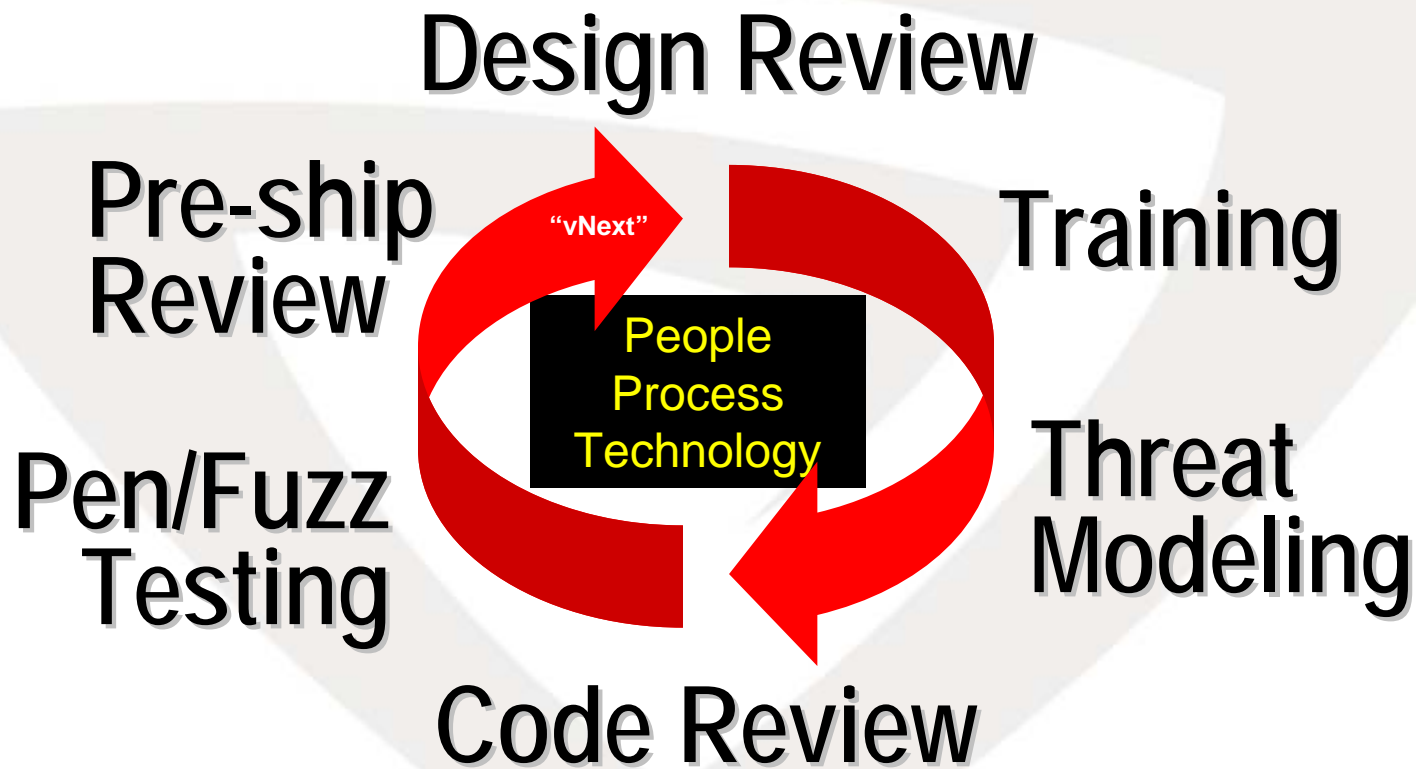 Design Review
Pre-ship
Review
“vNext”
Training
People
Process
Technology
Pen/Fuzz
Testing
Threat
Modeling
Code Review